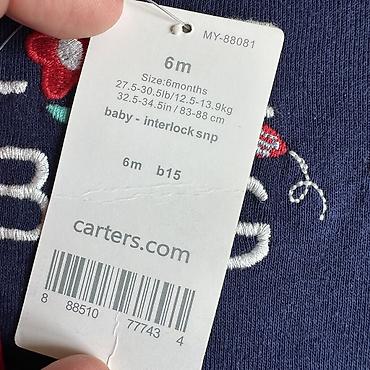 MY-88081
6m
Size:6months
27.5-30.5lb/12.5-13.9kg
32.5-34.5in / 83-88 cm
baby - interlock snp
6m b15
carters.com
8 88510 77743 4
B